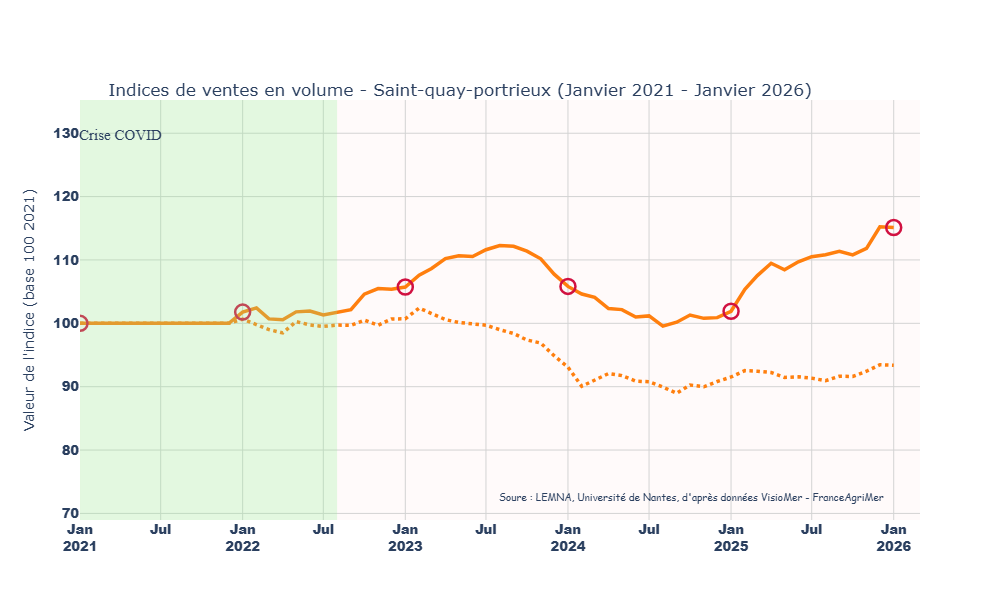 Indices de ventes en volume - Saint-quay-portrieux (Janvier 2021 - Janvier 2026)
Valeur de l'indice (base 100 2021)
130
Crise COVID
120
110
100
90
80
70
Soure : LEMNA, Université de Nantes, d'après données VisioMer - FranceAgriMer
Jan Jul Jan Jul Jan Jul Jan Jul Jan Jul Jan
2021 2022 2023 2024 2025 2026